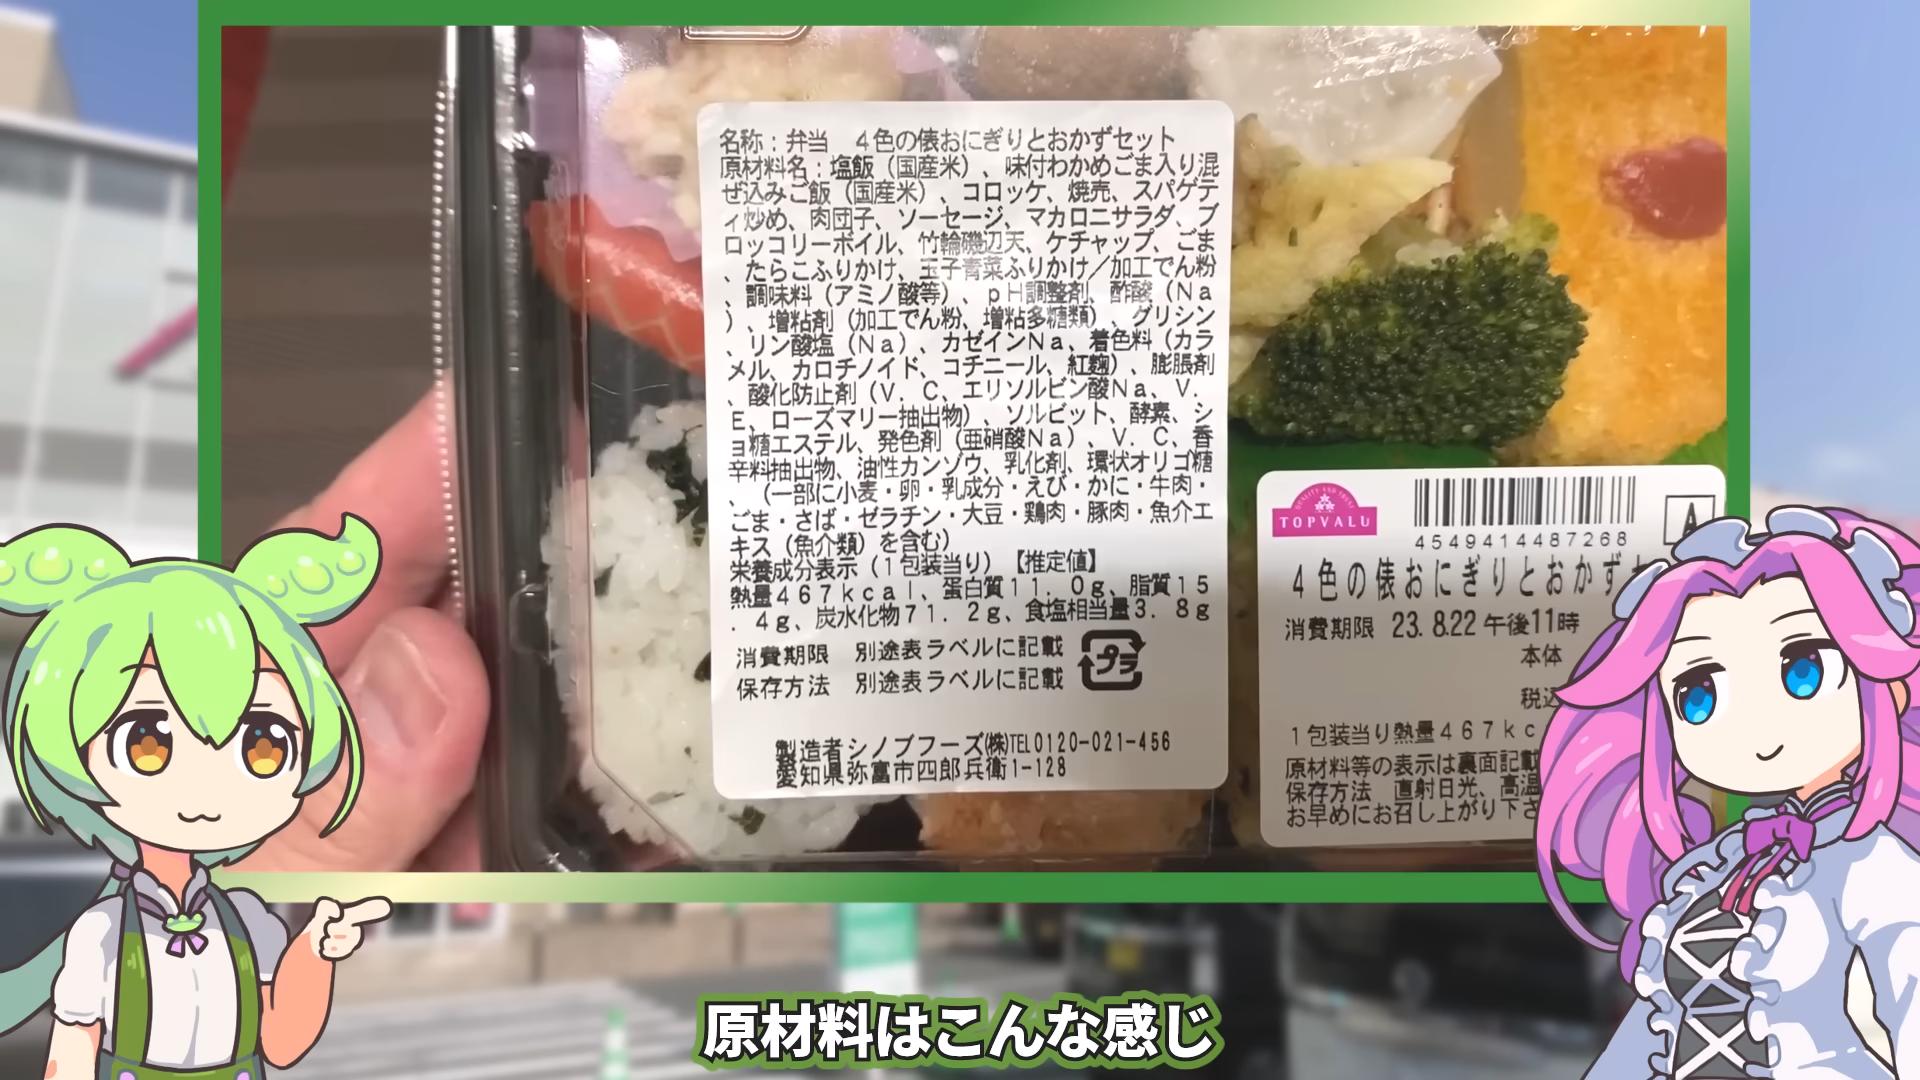 名称：弁当　４色の俵おにぎりとおかずセット
原材料名：塩飯（国産米）、味付わかめごま入り混
ぜ込みご飯（国産米）、コロッケ、焼売、スパゲテ
ィ炒め、肉団子、ソーセージ、マカロニサラダ、ブ
ロッコリーボイル、竹輪磯辺天、ケチャップ、ごま
、たらこふりかけ、玉子青菜ふりかけ／加工でん粉
、調味料（アミノ酸等）、ｐＨ調整剤、酢酸（Ｎａ
）、増粘剤（加工でん粉、増粘多糖類）、グリシン
、リン酸塩（Ｎａ）、カゼインＮａ、着色料（カラ
メル、カロチノイド、コチニール、紅麹）、膨脹剤
、酸化防止剤（Ｖ．Ｃ、エリソルビン酸Ｎａ、Ｖ．
Ｅ、ローズマリー抽出物）、ソルビット、酵素、シ
ョ糖エステル、発色剤（亜硝酸Ｎａ）、Ｖ．Ｃ、香
辛料抽出物、油性カンゾウ、乳化剤、環状オリゴ糖
、（一部に小麦・卵・乳成分・えび・かに・牛肉・
ごま・さば・ゼラチン・大豆・鶏肉・豚肉・魚介エ
キス（魚介類）を含む）
栄養成分表示（１包装当り）【推定値】
熱量４６７ｋｃａｌ、蛋白質１１．０ｇ、脂質１５
．４ｇ、炭水化物７１．２ｇ、食塩相当量３．８ｇ
消費期限　別途表ラベルに記載
保存方法　別途表ラベルに記載
プラ
製造者シノブフーズ㈱TEL0120-021-456
愛知県弥富市四郎兵衛1-128
QUALITY AND TRUST
TOPVALU
4549414487268
A
４色の俵おにぎりとおかず
消費期限 23. 8.22 午後11時
本体
税込
１包装当り熱量４６７ｋｃ
原材料等の表示は裏面記載
保存方法　直射日光、高温
お早めにお召し上がり下さ
原材料はこんな感じ